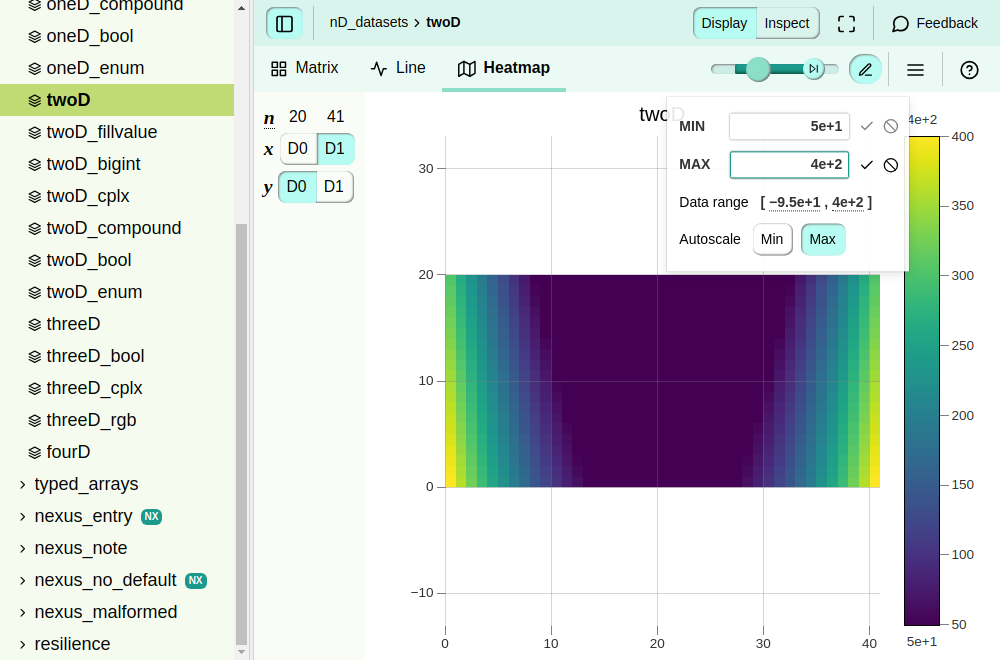 oneD_compound
oneD_bool
oneD_enum
twoD
twoD_fillvalue
twoD_bigint
twoD_cplx
twoD_compound
twoD_bool
twoD_enum
threeD
threeD_bool
threeD_cplx
threeD_rgb
fourD
typed_arrays
nexus_entry NX
nexus_note
nexus_no_default NX
nexus_malformed
resilience
nD_datasets › twoD
Display Inspect
Feedback
Matrix
Line
Heatmap
n 20 41
x D0 D1
y D0 D1
twoD
MIN 5e+1
MAX 4e+2
Data range [ −9.5e+1 , 4e+2 ]
Autoscale Min Max
30
20
10
0
−10
0 10 20 30 40
4e+2
400
350
300
250
200
150
100
50
5e+1